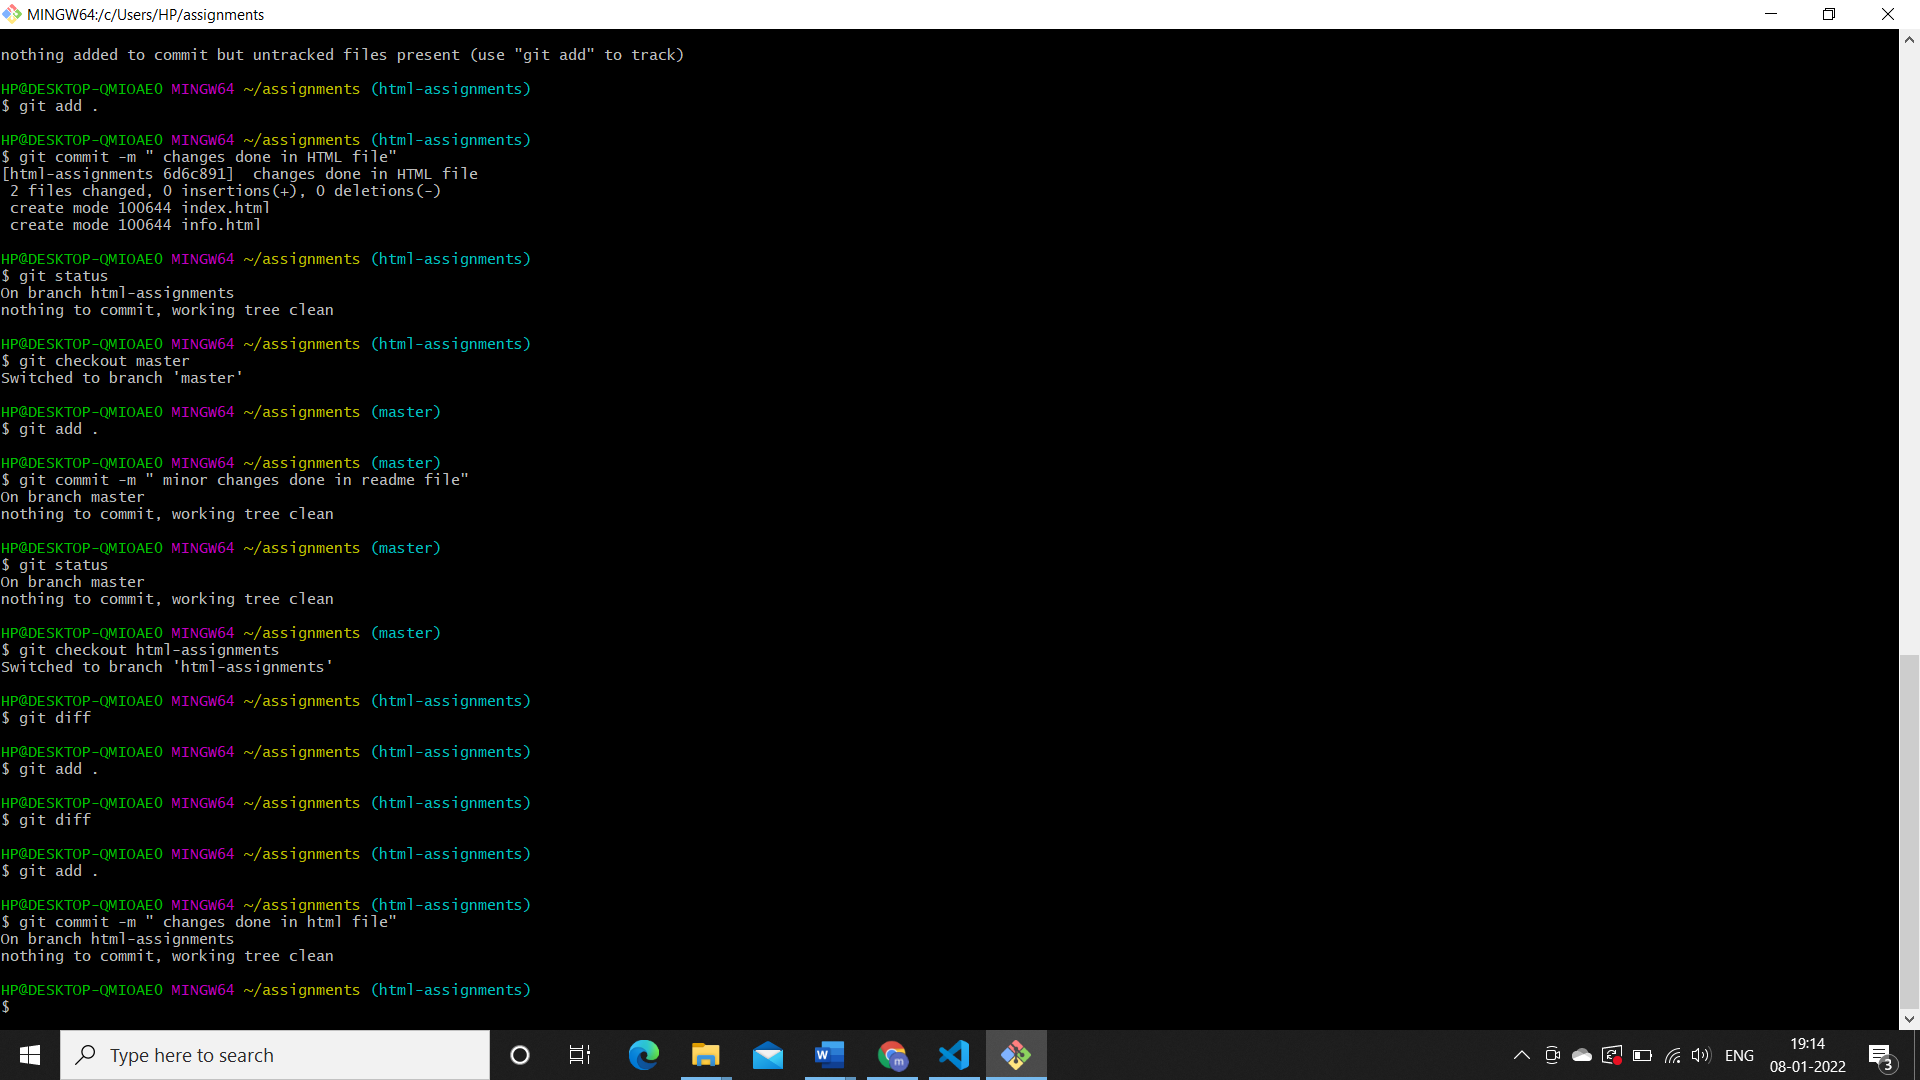 MINGW64:/c/Users/HP/assignments
nothing added to commit but untracked files present (use "git add" to track)
HP@DESKTOP-QMIOAEO MINGW64 ~/assignments (html-assignments)
$ git add .
HP@DESKTOP-QMIOAEO MINGW64 ~/assignments (html-assignments)
$ git commit -m " changes done in HTML file"
[html-assignments 6d6c891]  changes done in HTML file
 2 files changed, 0 insertions(+), 0 deletions(-)
 create mode 100644 index.html
 create mode 100644 info.html
HP@DESKTOP-QMIOAEO MINGW64 ~/assignments (html-assignments)
$ git status
On branch html-assignments
nothing to commit, working tree clean
HP@DESKTOP-QMIOAEO MINGW64 ~/assignments (html-assignments)
$ git checkout master
Switched to branch 'master'
HP@DESKTOP-QMIOAEO MINGW64 ~/assignments (master)
$ git add .
HP@DESKTOP-QMIOAEO MINGW64 ~/assignments (master)
$ git commit -m " minor changes done in readme file"
On branch master
nothing to commit, working tree clean
HP@DESKTOP-QMIOAEO MINGW64 ~/assignments (master)
$ git status
On branch master
nothing to commit, working tree clean
HP@DESKTOP-QMIOAEO MINGW64 ~/assignments (master)
$ git checkout html-assignments
Switched to branch 'html-assignments'
HP@DESKTOP-QMIOAEO MINGW64 ~/assignments (html-assignments)
$ git diff
HP@DESKTOP-QMIOAEO MINGW64 ~/assignments (html-assignments)
$ git add .
HP@DESKTOP-QMIOAEO MINGW64 ~/assignments (html-assignments)
$ git diff
HP@DESKTOP-QMIOAEO MINGW64 ~/assignments (html-assignments)
$ git add .
HP@DESKTOP-QMIOAEO MINGW64 ~/assignments (html-assignments)
$ git commit -m " changes done in html file"
On branch html-assignments
nothing to commit, working tree clean
HP@DESKTOP-QMIOAEO MINGW64 ~/assignments (html-assignments)
$
Type here to search
W
m
ENG
19:14
08-01-2022
3